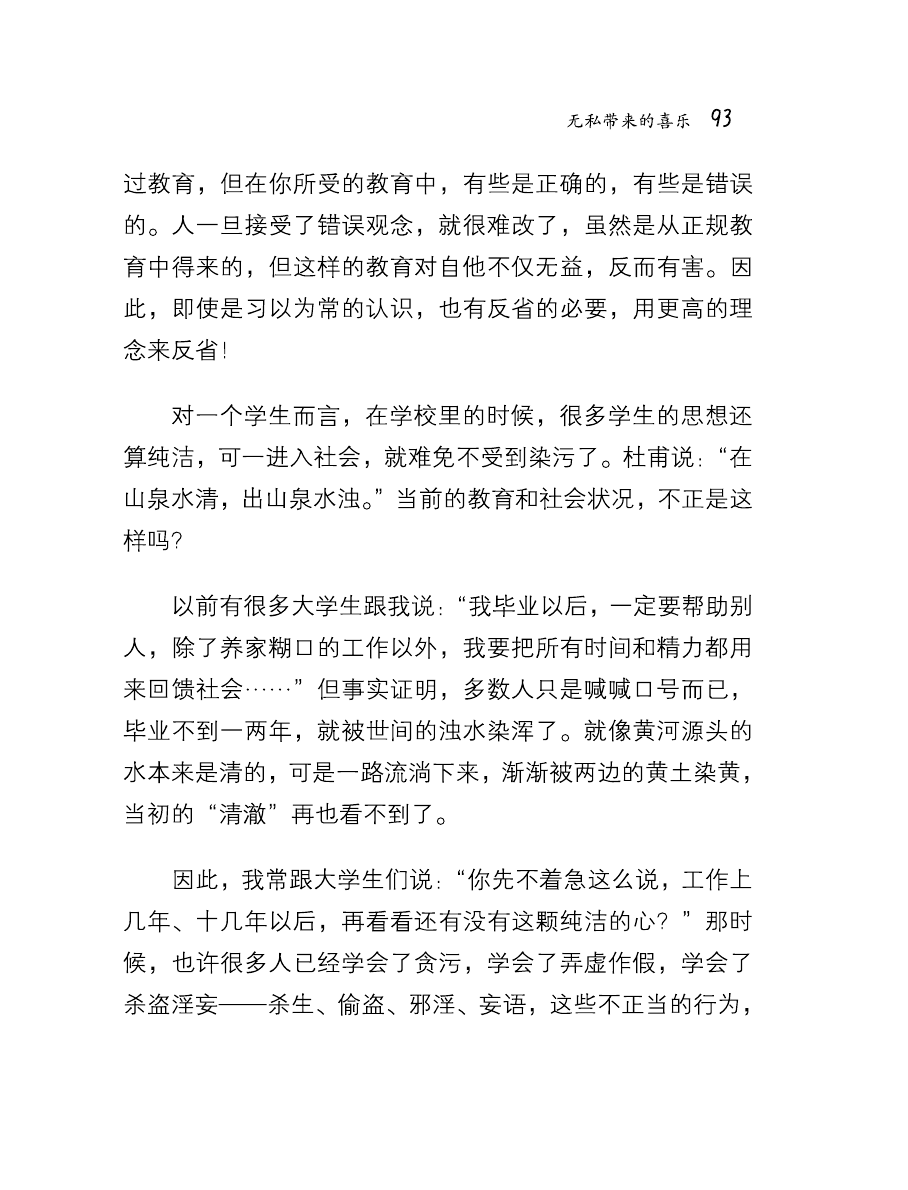 无私带来的喜乐 93
过教育，但在你所受的教育中，有些是正确的，有些是错误
的。人一旦接受了错误观念，就很难改了，虽然是从正规教
育中得来的，但这样的教育对自他不仅无益，反而有害。因
此，即使是习以为常的认识，也有反省的必要，用更高的理
念来反省！
对一个学生而言，在学校里的时候，很多学生的思想还
算纯洁，可一进入社会，就难免不受到染污了。杜甫说：“在
山泉水清，出山泉水浊。”当前的教育和社会状况，不正是这
样吗？
以前有很多大学生跟我说：“我毕业以后，一定要帮助别
人，除了养家糊口的工作以外，我要把所有时间和精力都用
来回馈社会……”但事实证明，多数人只是喊喊口号而已，
毕业不到一两年，就被世间的浊水染浑了。就像黄河源头的
水本来是清的，可是一路流淌下来，渐渐被两边的黄土染黄，
当初的“清澈”再也看不到了。
因此，我常跟大学生们说：“你先不着急这么说，工作上
几年、十几年以后，再看看还有没有这颗纯洁的心？”那时
候，也许很多人已经学会了贪污，学会了弄虚作假，学会了
杀盗淫妄——杀生、偷盗、邪淫、妄语，这些不正当的行为，